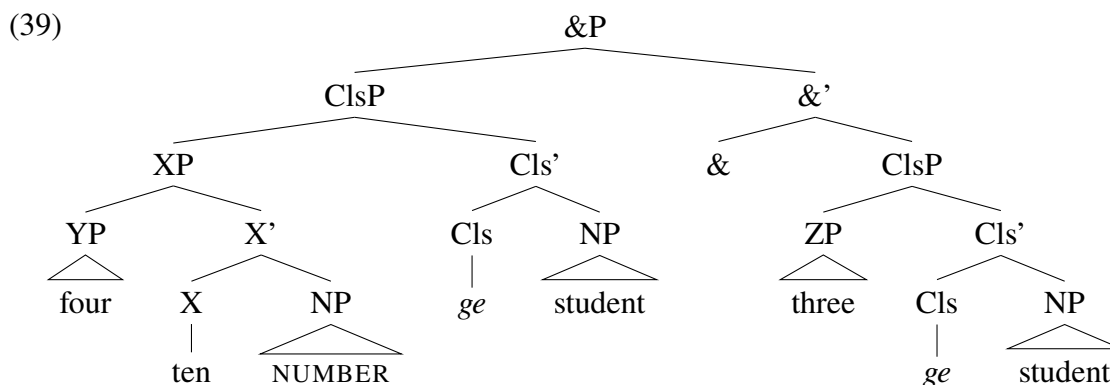 (39) &P
ClsP &’
XP Cls’ & ClsP
YP X’ Cls NP ZP Cls’
four X NP ge student three Cls NP
ten NUMBER ge student